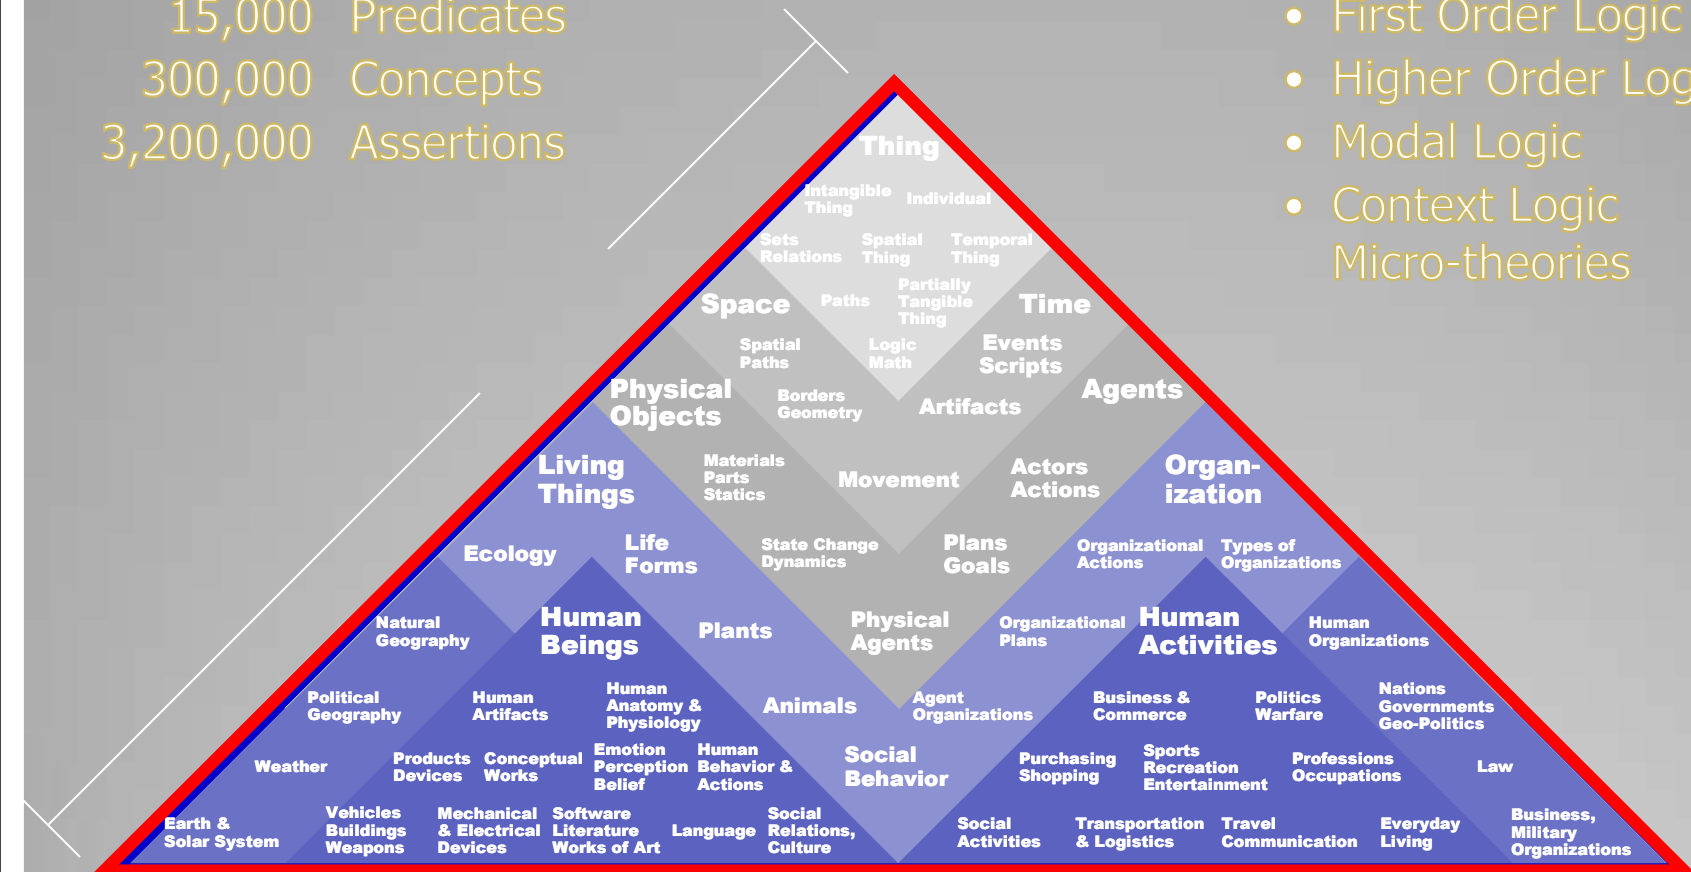 15,000 Predicates
300,000 Concepts
3,200,000 Assertions
• First Order Logic
• Higher Order Log
• Modal Logic
• Context Logic
Micro-theories
Thing
Intangible
Thing
Individual
Sets
Relations
Spatial
Thing
Temporal
Thing
Space
Paths
Partially
Tangible
Thing
Time
Spatial
Paths
Logic
Math
Events
Scripts
Physical
Objects
Borders
Geometry
Artifacts
Agents
Living
Things
Materials
Parts
Statics
Movement
Actors
Actions
Organ-
ization
Ecology
Life
Forms
State Change
Dynamics
Plans
Goals
Organizational
Actions
Types of
Organizations
Natural
Geography
Human
Beings
Plants
Physical
Agents
Organizational
Plans
Human
Activities
Human
Organizations
Political
Geography
Human
Artifacts
Human
Anatomy &
Physiology
Animals
Agent
Organizations
Business &
Commerce
Politics
Warfare
Nations
Governments
Geo-Politics
Weather
Products
Devices
Conceptual
Works
Emotion
Perception
Belief
Human
Behavior &
Actions
Social
Behavior
Purchasing
Shopping
Sports
Recreation
Entertainment
Professions
Occupations
Law
Earth &
Solar System
Vehicles
Buildings
Weapons
Mechanical
& Electrical
Devices
Software
Literature
Works of Art
Language
Social
Relations,
Culture
Social
Activities
Transportation
& Logistics
Travel
Communication
Everyday
Living
Business,
Military
Organizations